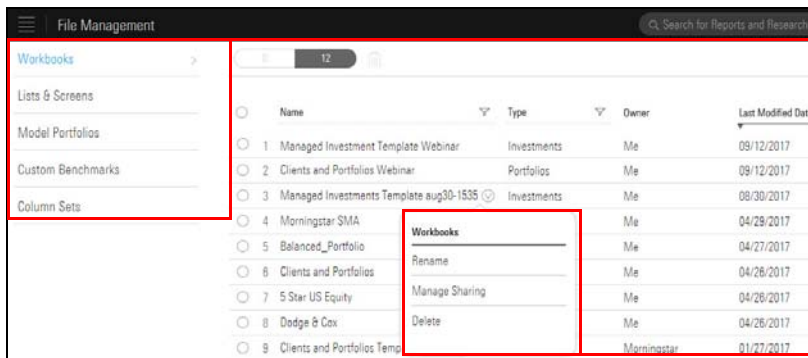 File Management
Search for Reports and Research
Workbooks
Lists & Screens
Model Portfolios
Custom Benchmarks
Column Sets
12
Name Type Owner Last Modified Dat
1 Managed Investment Template Webinar Investments Me 09/12/2017
2 Clients and Portfolios Webinar Portfolios Me 09/12/2017
3 Managed Investments Template aug30-1535 Investments Me 08/30/2017
4 Morningstar SMA Me 04/29/2017
5 Balanced_Portfolio Me 04/27/2017
6 Clients and Portfolios Me 04/26/2017
7 5 Star US Equity Me 04/26/2017
8 Dodge & Cox Me 04/26/2017
9 Clients and Portfolios Temp Morningstar 01/27/2017
Workbooks
Rename
Manage Sharing
Delete